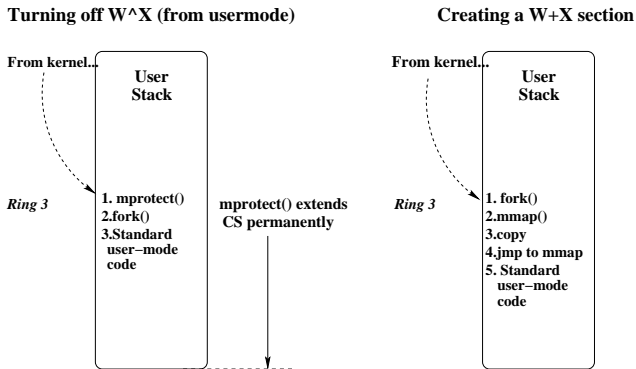 Turning off W^X (from usermode)
From kernel...
User
Stack
Ring 3
1. mprotect()
2.fork()
3.Standard
user−mode
code
mprotect() extends
CS permanently
Creating a W+X section
From kernel...
User
Stack
Ring 3
1. fork()
2.mmap()
3.copy
4.jmp to mmap
5. Standard
user−mode
code